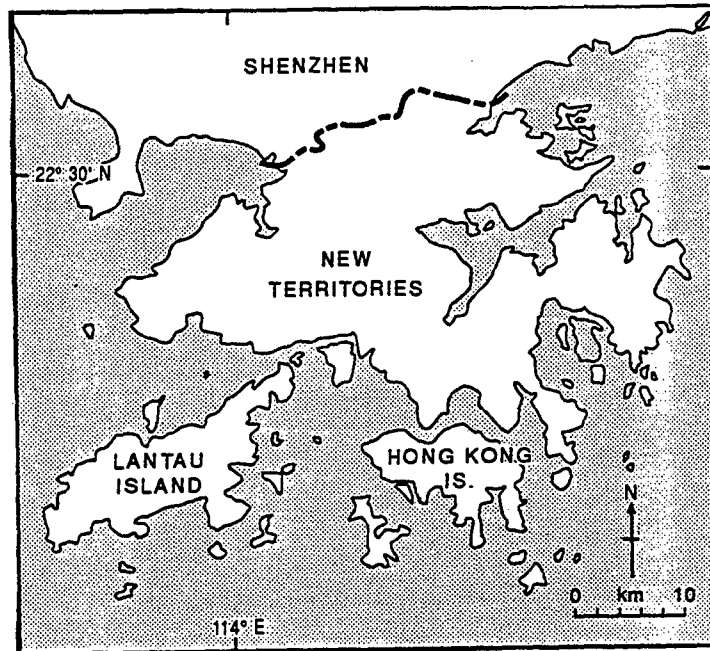 SHENZHEN
22° 30' N
NEW
TERRITORIES
LANTAU
ISLAND
HONG KONG
IS.
N
0 km 10
114° E